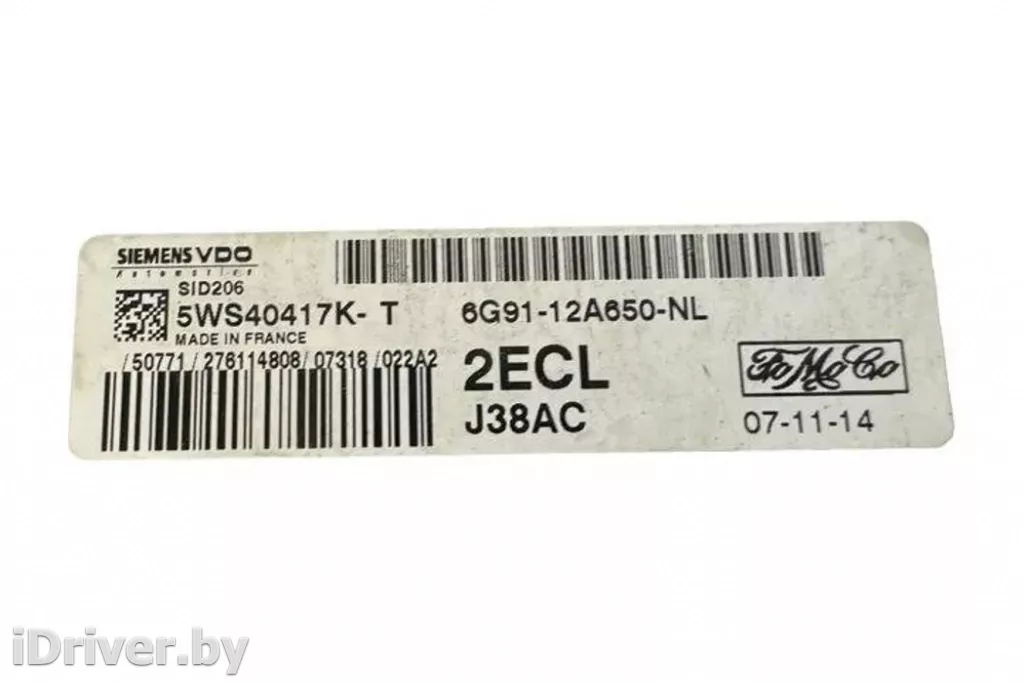 SIEMENS VDO
Automotive
SID206
5WS40417K- T
MADE IN FRANCE
/50771/276114808/07318/022A2
6G91-12A650-NL
2ECL
J38AC
FoMoCo
07-11-14
iDriver.by